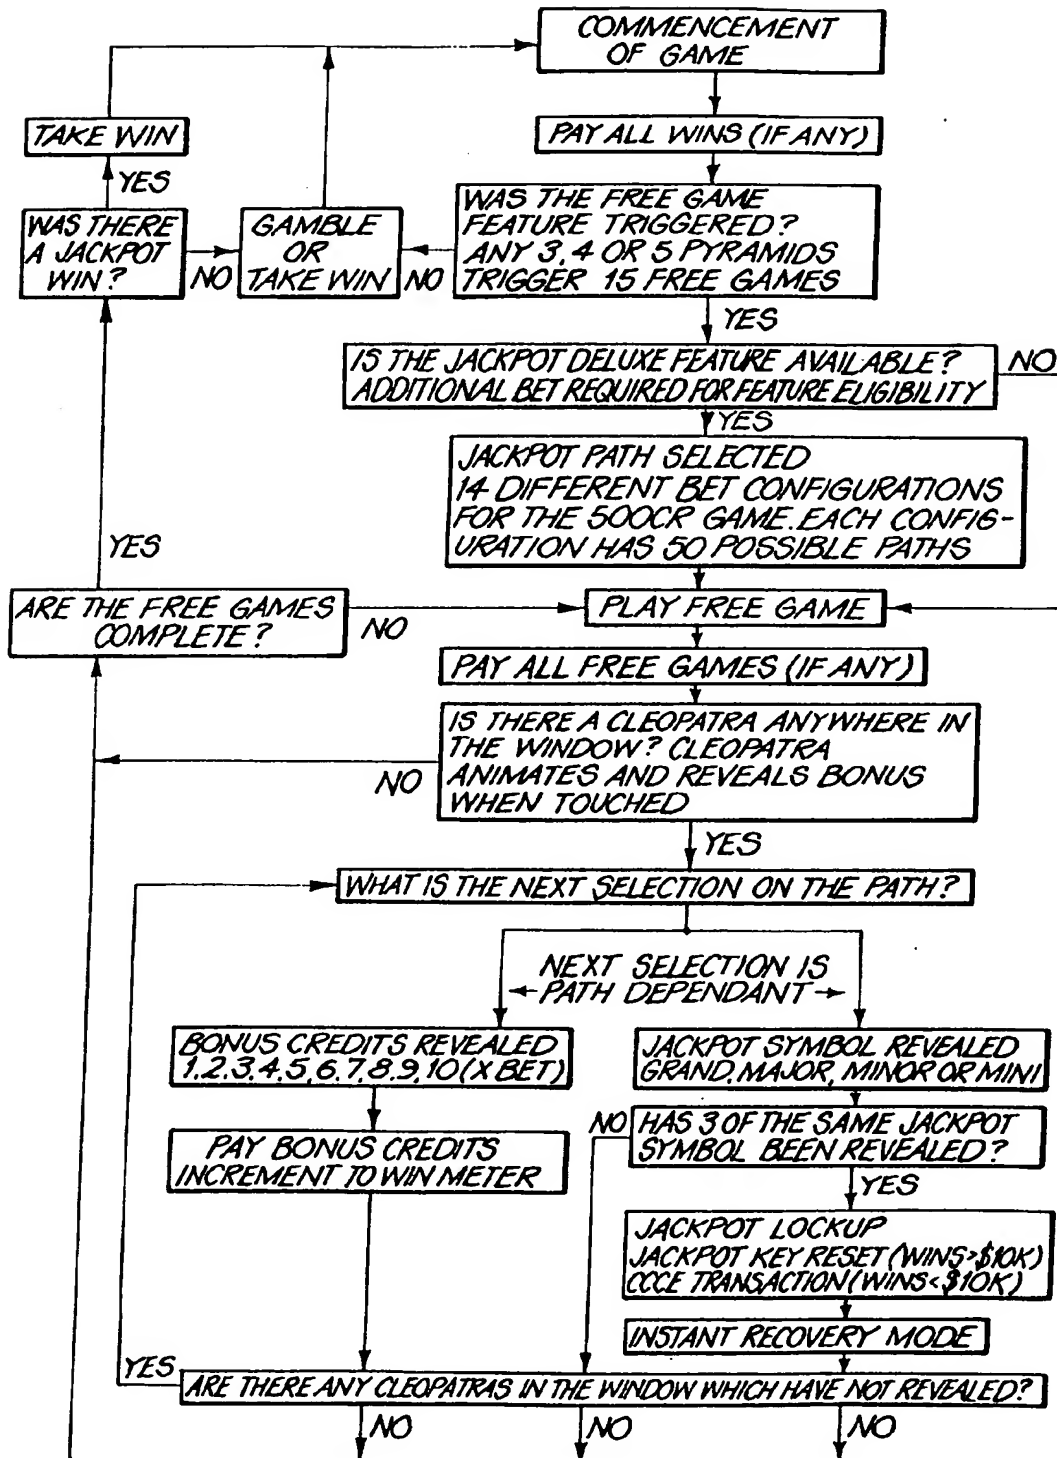 COMMENCEMENT
OF GAME
PAY ALL WINS (IF ANY)
TAKE WIN
YES
WAS THERE
A JACKPOT
WIN?
NO
GAMBLE
OR
TAKE WIN
NO
WAS THE FREE GAME
FEATURE TRIGGERED?
ANY 3, 4 OR 5 PYRAMIDS
TRIGGER 15 FREE GAMES
YES
IS THE JACKPOT DELUXE FEATURE AVAILABLE?
ADDITIONAL BET REQUIRED FOR FEATURE ELIGIBILITY
NO
YES
JACKPOT PATH SELECTED
14 DIFFERENT BET CONFIGURATIONS
FOR THE 500CR GAME. EACH CONFIG-
URATION HAS 50 POSSIBLE PATHS
YES
ARE THE FREE GAMES
COMPLETE?
NO
PLAY FREE GAME
PAY ALL FREE GAMES (IF ANY)
IS THERE A CLEOPATRA ANYWHERE IN
THE WINDOW? CLEOPATRA
ANIMATES AND REVEALS BONUS
WHEN TOUCHED
NO
YES
WHAT IS THE NEXT SELECTION ON THE PATH?
NEXT SELECTION IS
PATH DEPENDANT
BONUS CREDITS REVEALED
1,2,3,4,5,6,7,8,9,10 (X BET)
JACKPOT SYMBOL REVEALED
GRAND, MAJOR, MINOR OR MINI
PAY BONUS CREDITS
INCREMENT TO WIN METER
NO
HAS 3 OF THE SAME JACKPOT
SYMBOL BEEN REVEALED?
YES
JACKPOT LOCKUP
JACKPOT KEY RESET (WINS>$10K)
CCCE TRANSACTION (WINS<$10K)
INSTANT RECOVERY MODE
YES
ARE THERE ANY CLEOPATRAS IN THE WINDOW WHICH HAVE NOT REVEALED?
NO
NO
NO